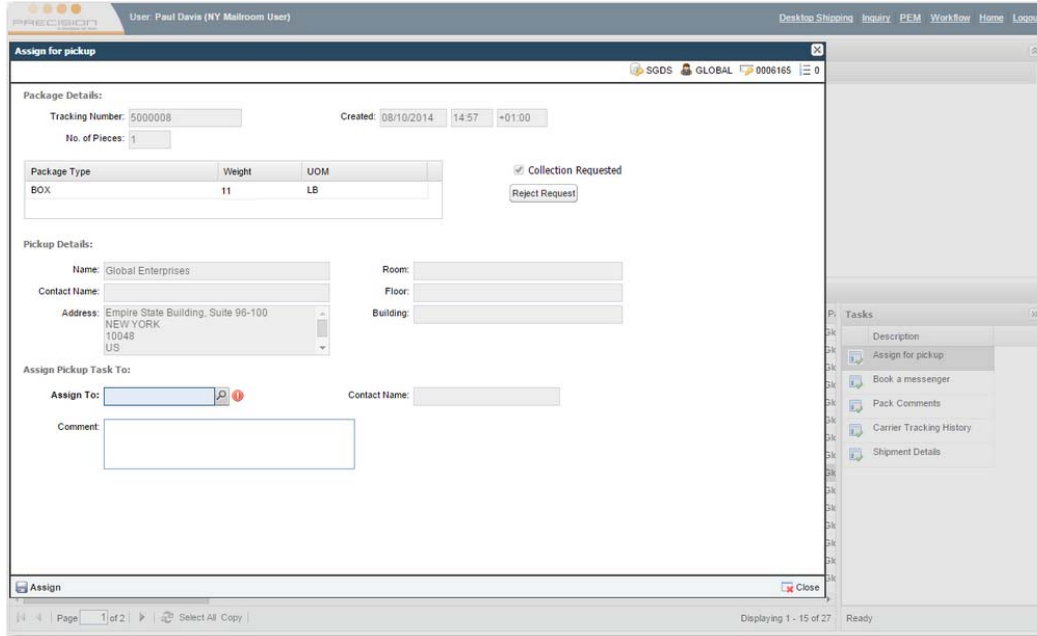 PRECISION
User: Paul Davis (NY Mailroom User)
Desktop Shipping Inquiry PEM Workflow Home Logout
Assign for pickup
SGDS GLOBAL 0006165 0
Package Details:
Tracking Number: 5000008 Created: 08/10/2014 14:57 +01:00
No. of Pieces: 1
Package Type Weight UOM
BOX 11 LB
Collection Requested
Reject Request
Pickup Details:
Name: Global Enterprises Room:
Contact Name: Floor:
Address: Empire State Building, Suite 96-100 Building:
NEW YORK
10048
US
Assign Pickup Task To:
Assign To: Contact Name:
Comment:
Assign Close
Tasks
Description
Assign for pickup
Book a messenger
Pack Comments
Carrier Tracking History
Shipment Details
Page 1 of 2 Select All Copy Displaying 1 - 15 of 27 Ready